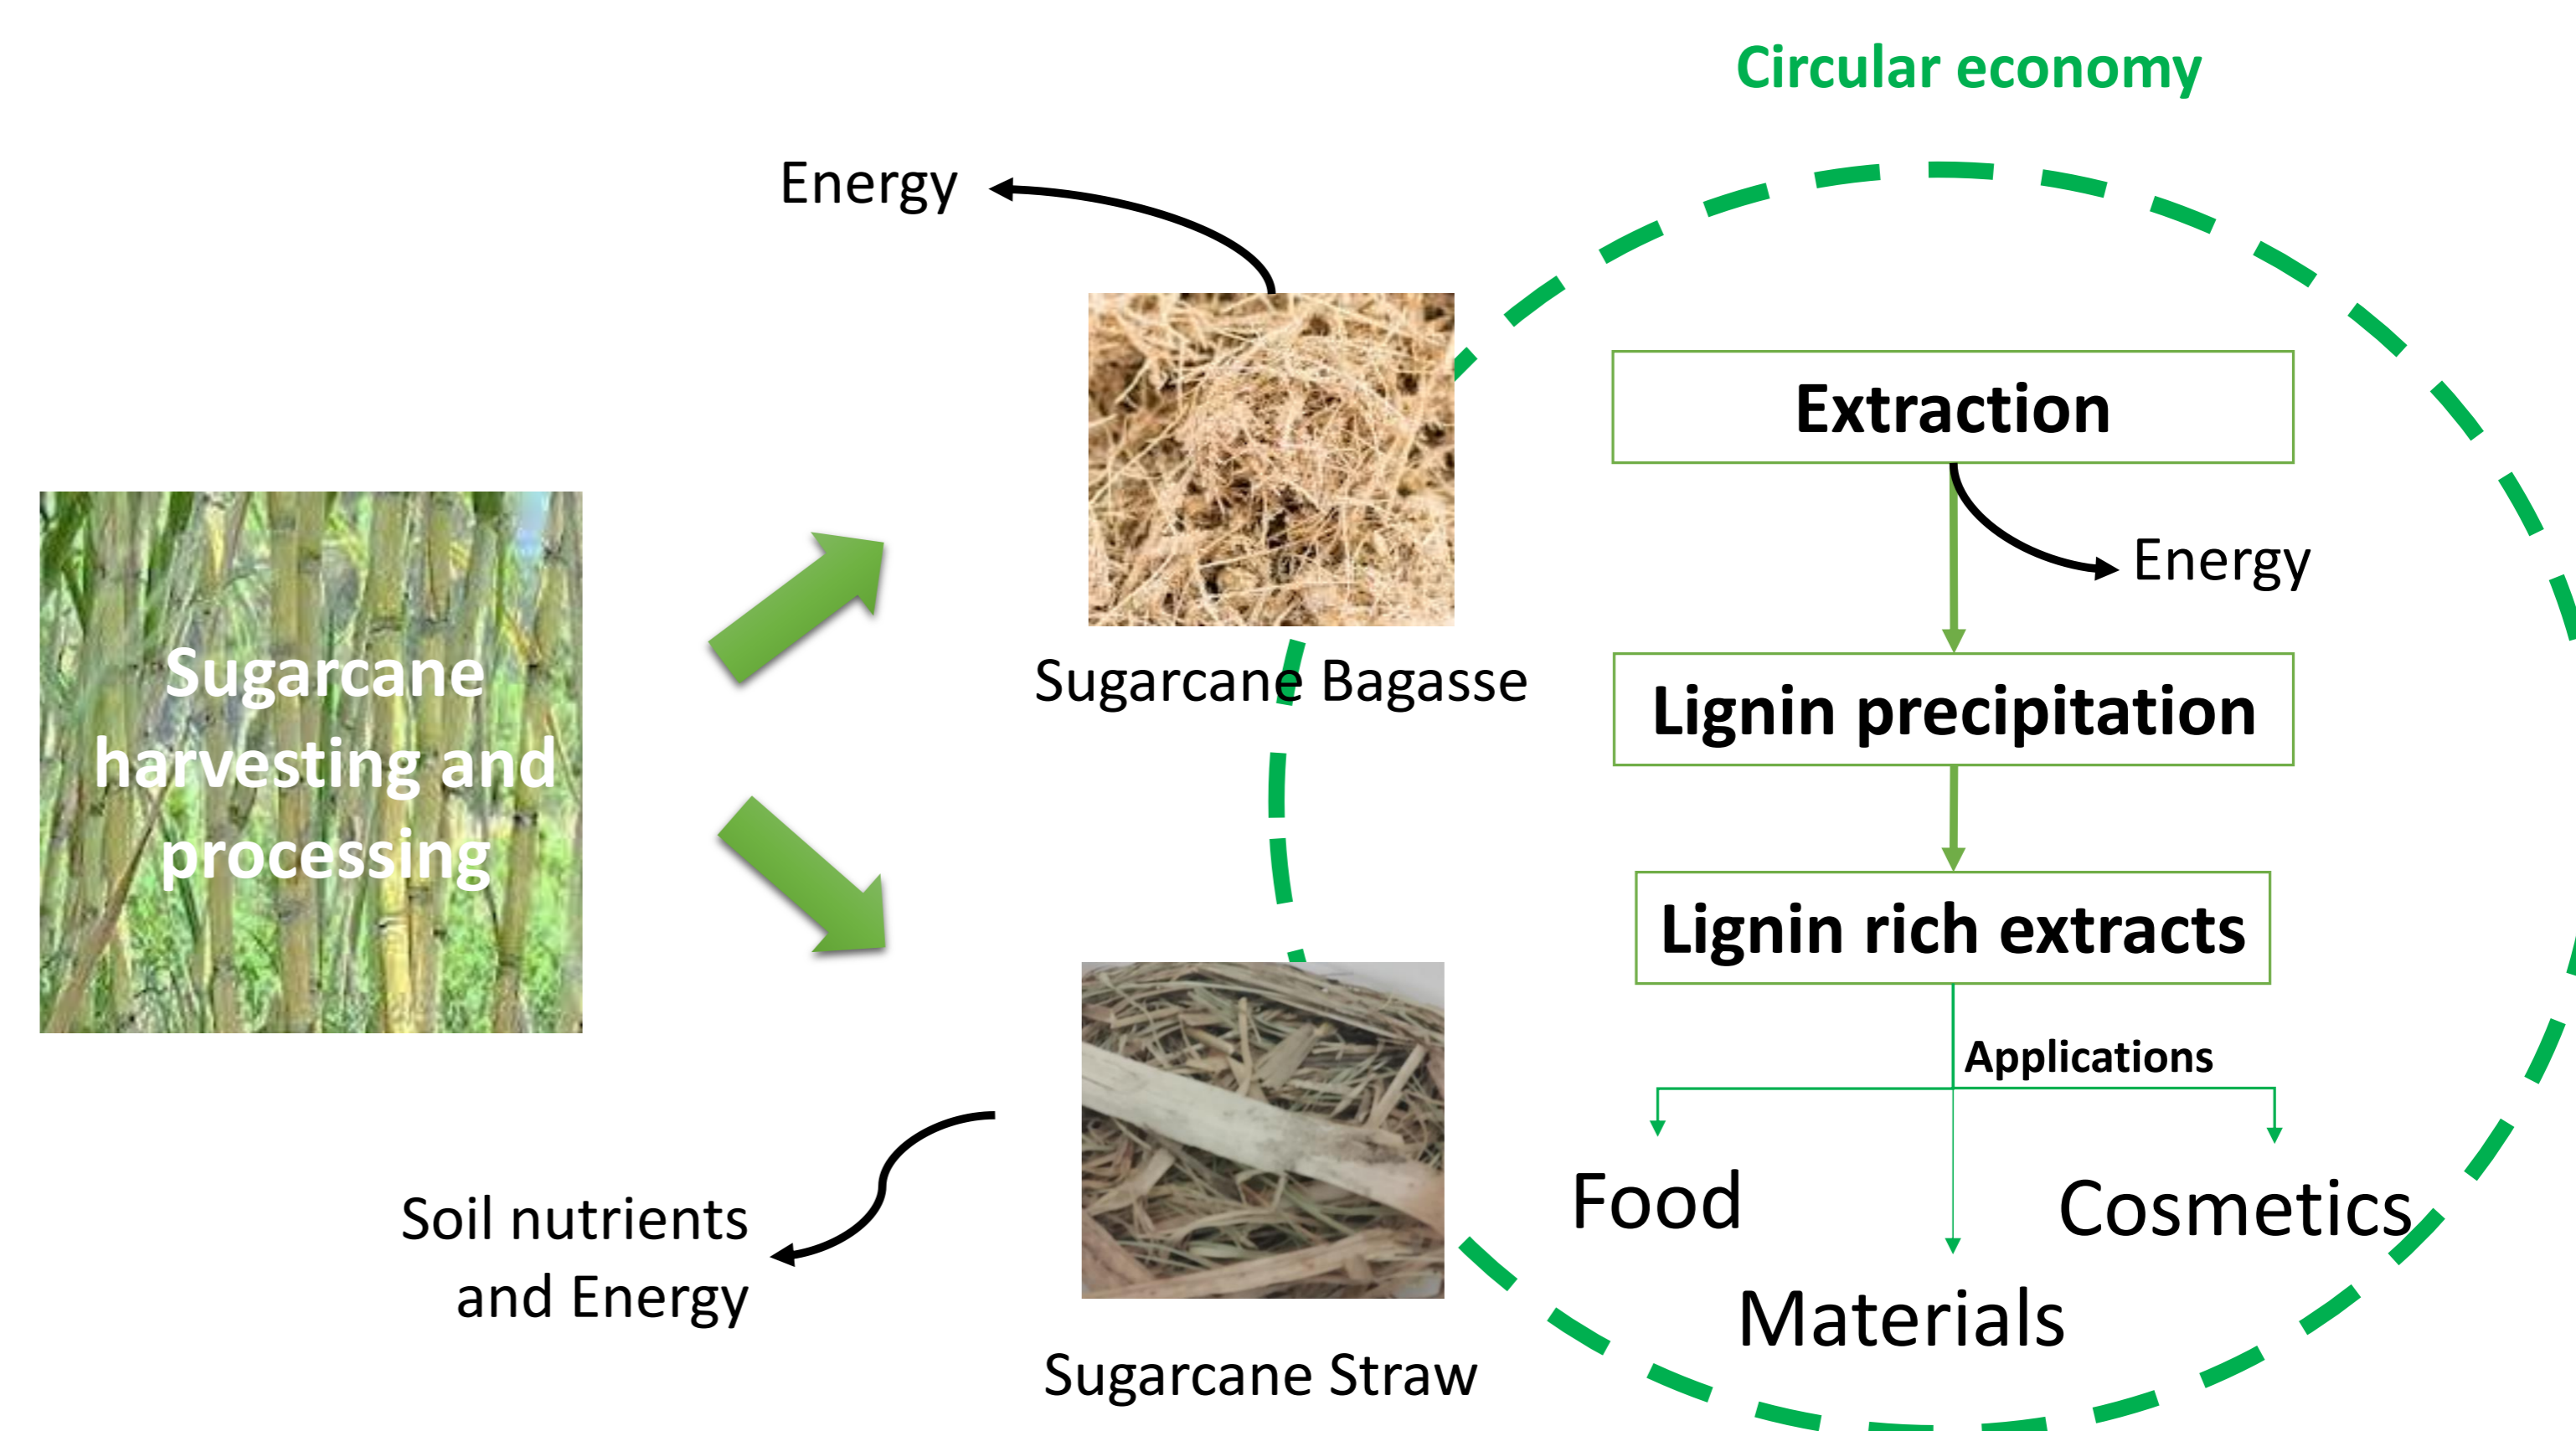 Circular economy
Energy
Extraction
Energy
Sugarcane
harvesting and
processing
Sugarcane Bagasse
Lignin precipitation
Lignin rich extracts
Applications
Food
Cosmetics
Materials
Soil nutrients
and Energy
Sugarcane Straw